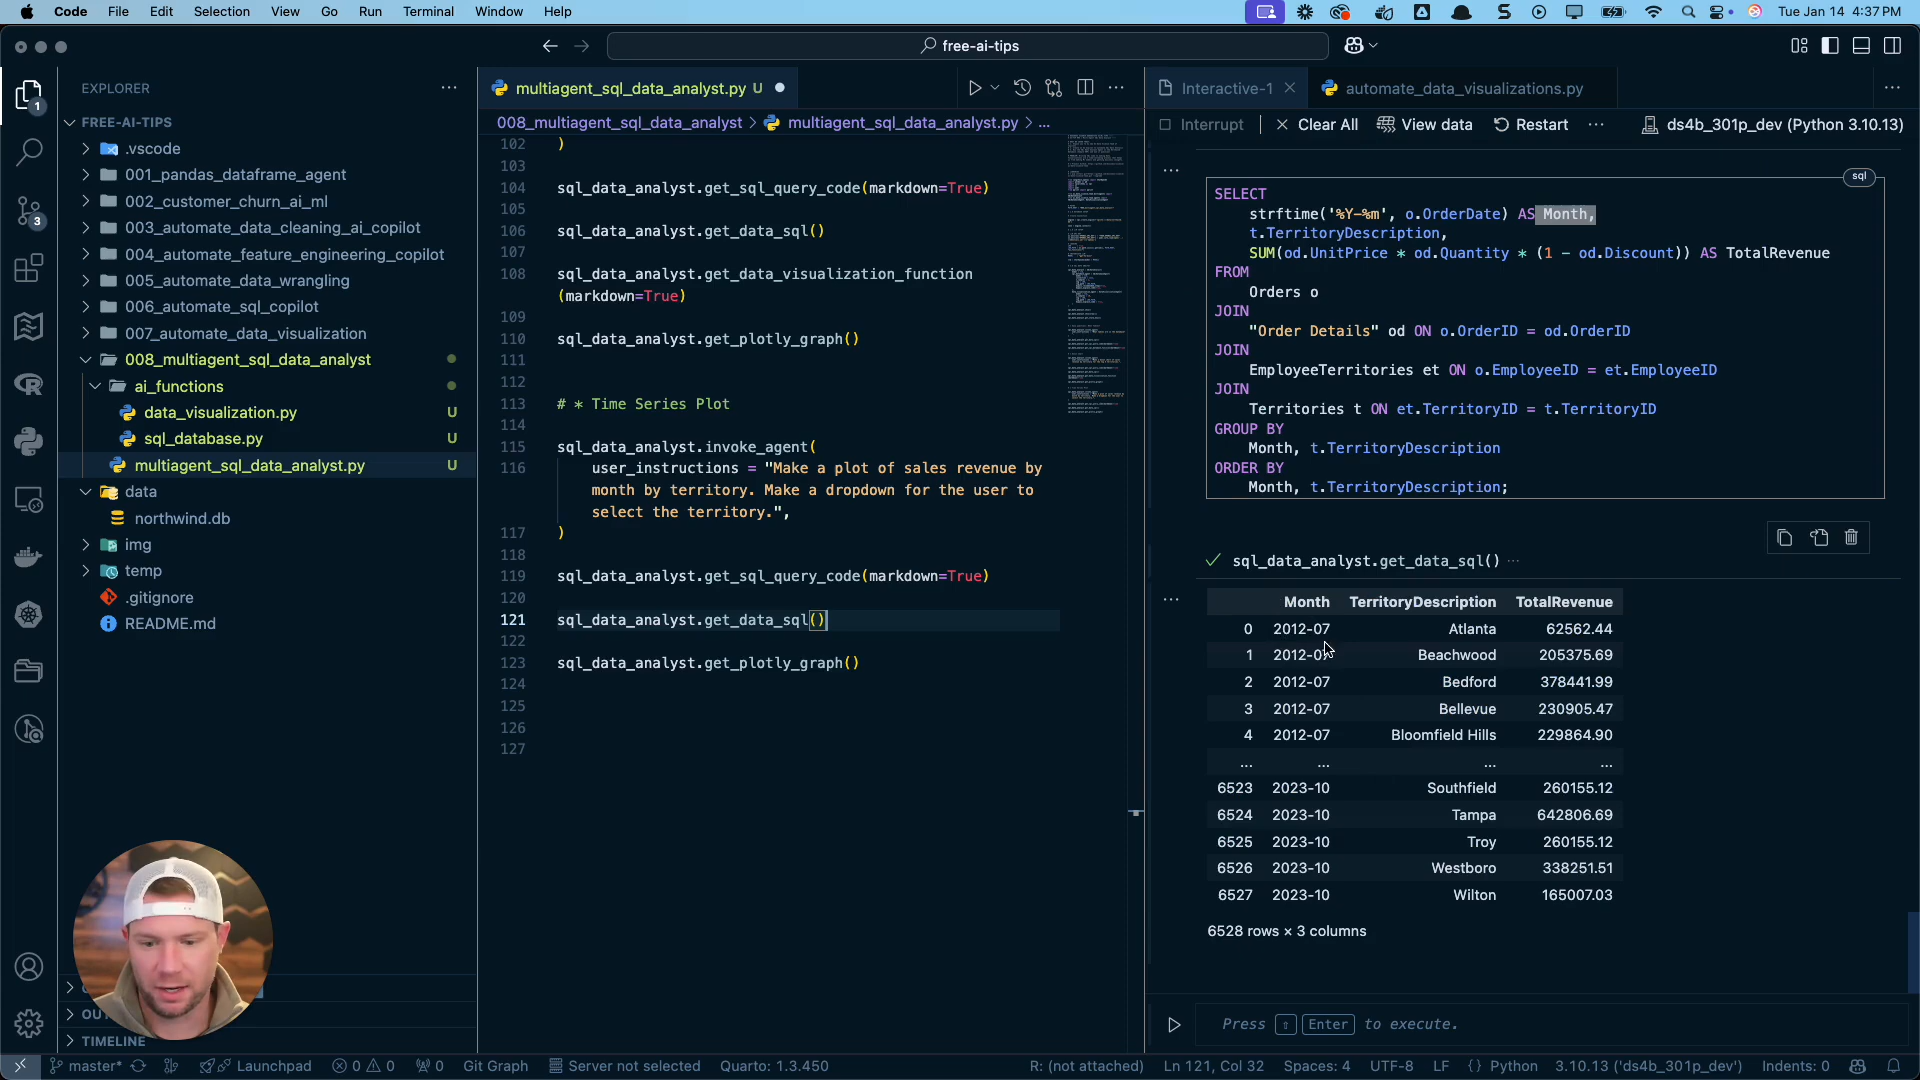 Code File Edit Selection View Go Run Terminal Window Help
Tue Jan 14 4:37 PM
free-ai-tips
EXPLORER
FREE-AI-TIPS
.vscode
001_pandas_dataframe_agent
002_customer_churn_ai_ml
003_automate_data_cleaning_ai_copilot
004_automate_feature_engineering_copilot
005_automate_data_wrangling
006_automate_sql_copilot
007_automate_data_visualization
008_multiagent_sql_data_analyst
ai_functions
data_visualization.py U
sql_database.py U
multiagent_sql_data_analyst.py U
data
northwind.db
img
temp
.gitignore
README.md
OU
TIMELINE
1
3
multiagent_sql_data_analyst.py U
008_multiagent_sql_data_analyst > multiagent_sql_data_analyst.py > ...
102 )
103
104 sql_data_analyst.get_sql_query_code(markdown=True)
105
106 sql_data_analyst.get_data_sql()
107
108 sql_data_analyst.get_data_visualization_function
(markdown=True)
109
110 sql_data_analyst.get_plotly_graph()
111
112
113 # * Time Series Plot
114
115 sql_data_analyst.invoke_agent(
116 user_instructions = "Make a plot of sales revenue by
month by territory. Make a dropdown for the user to
select the territory.",
117 )
118
119 sql_data_analyst.get_sql_query_code(markdown=True)
120
121 sql_data_analyst.get_data_sql()
122
123 sql_data_analyst.get_plotly_graph()
124
125
126
127
Interactive-1 automate_data_visualizations.py
Interrupt Clear All View data Restart ... ds4b_301p_dev (Python 3.10.13)
sql
SELECT
strftime('%Y-%m', o.OrderDate) AS Month,
t.TerritoryDescription,
SUM(od.UnitPrice * od.Quantity * (1 - od.Discount)) AS TotalRevenue
FROM
Orders o
JOIN
"Order Details" od ON o.OrderID = od.OrderID
JOIN
EmployeeTerritories et ON o.EmployeeID = et.EmployeeID
JOIN
Territories t ON et.TerritoryID = t.TerritoryID
GROUP BY
Month, t.TerritoryDescription
ORDER BY
Month, t.TerritoryDescription;
sql_data_analyst.get_data_sql() ...
Month TerritoryDescription TotalRevenue
0 2012-07 Atlanta 62562.44
1 2012-07 Beachwood 205375.69
2 2012-07 Bedford 378441.99
3 2012-07 Bellevue 230905.47
4 2012-07 Bloomfield Hills 229864.90
... ... ... ...
6523 2023-10 Southfield 260155.12
6524 2023-10 Tampa 642806.69
6525 2023-10 Troy 260155.12
6526 2023-10 Westboro 338251.51
6527 2023-10 Wilton 165007.03
6528 rows × 3 columns
Press ⇧ Enter to execute.
master* Launchpad 0 0 0 Git Graph Server not selected Quarto: 1.3.450 R: (not attached) Ln 121, Col 32 Spaces: 4 UTF-8 LF {} Python 3.10.13 ('ds4b_301p_dev') Indents: 0